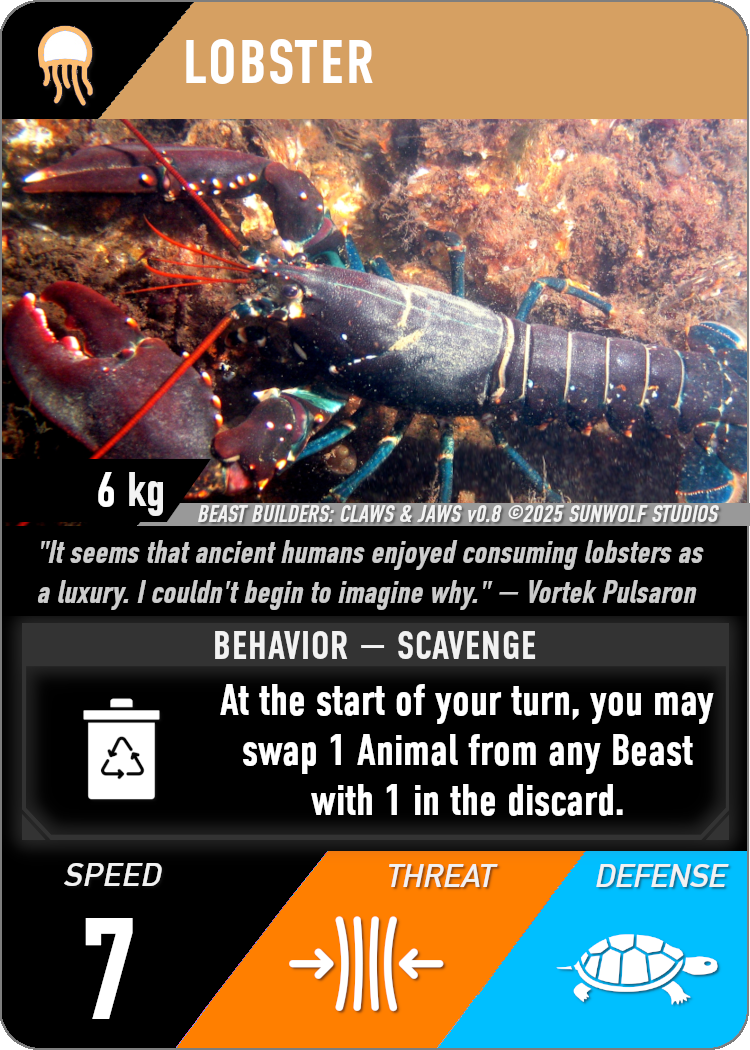 LOBSTER
6 kg
BEAST BUILDERS: CLAWS & JAWS v0.8 ©2025 SUNWOLF STUDIOS
"It seems that ancient humans enjoyed consuming lobsters as
a luxury. I couldn't begin to imagine why." — Vortek Pulsaron
BEHAVIOR — SCAVENGE
At the start of your turn, you may
swap 1 Animal from any Beast
with 1 in the discard.
SPEED THREAT DEFENSE
7